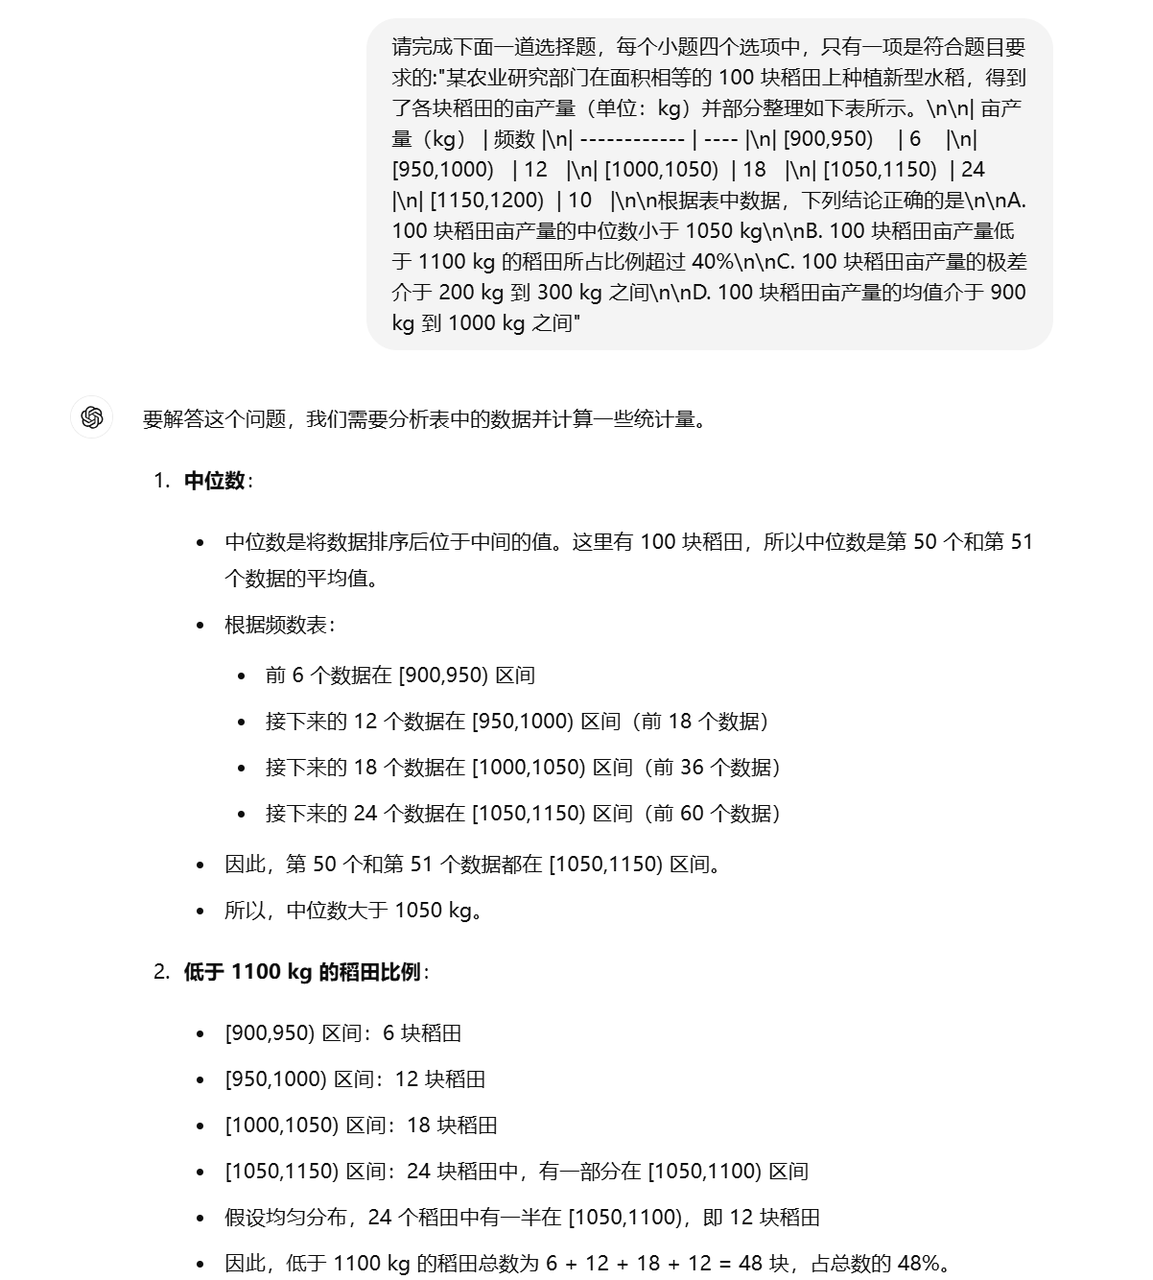 请完成下面一道选择题，每个小题四个选项中，只有一项是符合题目要
求的:"某农业研究部门在面积相等的 100 块稻田上种植新型水稻，得到
了各块稻田的亩产量（单位：kg）并部分整理如下表所示。\n\n| 亩产
量（kg） | 频数 |\n| ------------ | ---- |\n| [900,950)    | 6    |\n|
[950,1000)   | 12   |\n| [1000,1050)  | 18   |\n| [1050,1150)  | 24
|\n| [1150,1200)  | 10   |\n\n根据表中数据，下列结论正确的是\n\nA.
100 块稻田亩产量的中位数小于 1050 kg\n\nB. 100 块稻田亩产量低
于 1100 kg 的稻田所占比例超过 40%\n\nC. 100 块稻田亩产量的极差
介于 200 kg 到 300 kg 之间\n\nD. 100 块稻田亩产量的均值介于 900
kg 到 1000 kg 之间"
要解答这个问题，我们需要分析表中的数据并计算一些统计量。
1. 中位数：
• 中位数是将数据排序后位于中间的值。这里有 100 块稻田，所以中位数是第 50 个和第 51
个数据的平均值。
• 根据频数表：
• 前 6 个数据在 [900,950) 区间
• 接下来的 12 个数据在 [950,1000) 区间（前 18 个数据）
• 接下来的 18 个数据在 [1000,1050) 区间（前 36 个数据）
• 接下来的 24 个数据在 [1050,1150) 区间（前 60 个数据）
• 因此，第 50 个和第 51 个数据都在 [1050,1150) 区间。
• 所以，中位数大于 1050 kg。
2. 低于 1100 kg 的稻田比例：
• [900,950) 区间：6 块稻田
• [950,1000) 区间：12 块稻田
• [1000,1050) 区间：18 块稻田
• [1050,1150) 区间：24 块稻田中，有一部分在 [1050,1100) 区间
• 假设均匀分布，24 个稻田中有一半在 [1050,1100)，即 12 块稻田
• 因此，低于 1100 kg 的稻田总数为 6 + 12 + 18 + 12 = 48 块，占总数的 48%。